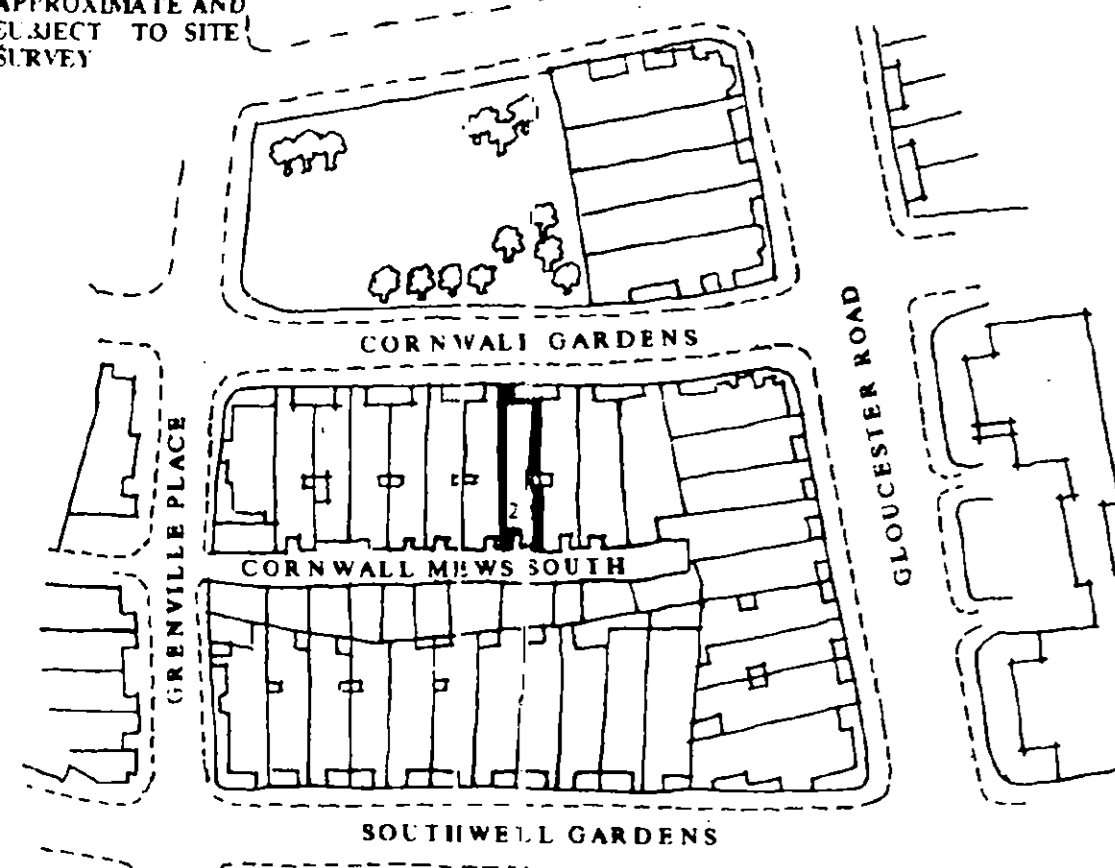 APPROXIMATE AND
SUBJECT TO SITE
SURVEY
CORNWALL GARDENS
GLOUCESTER ROAD
GRENVILLE PLACE
2
CORNWALL MEWS SOUTH
SOUTHWELL GARDENS